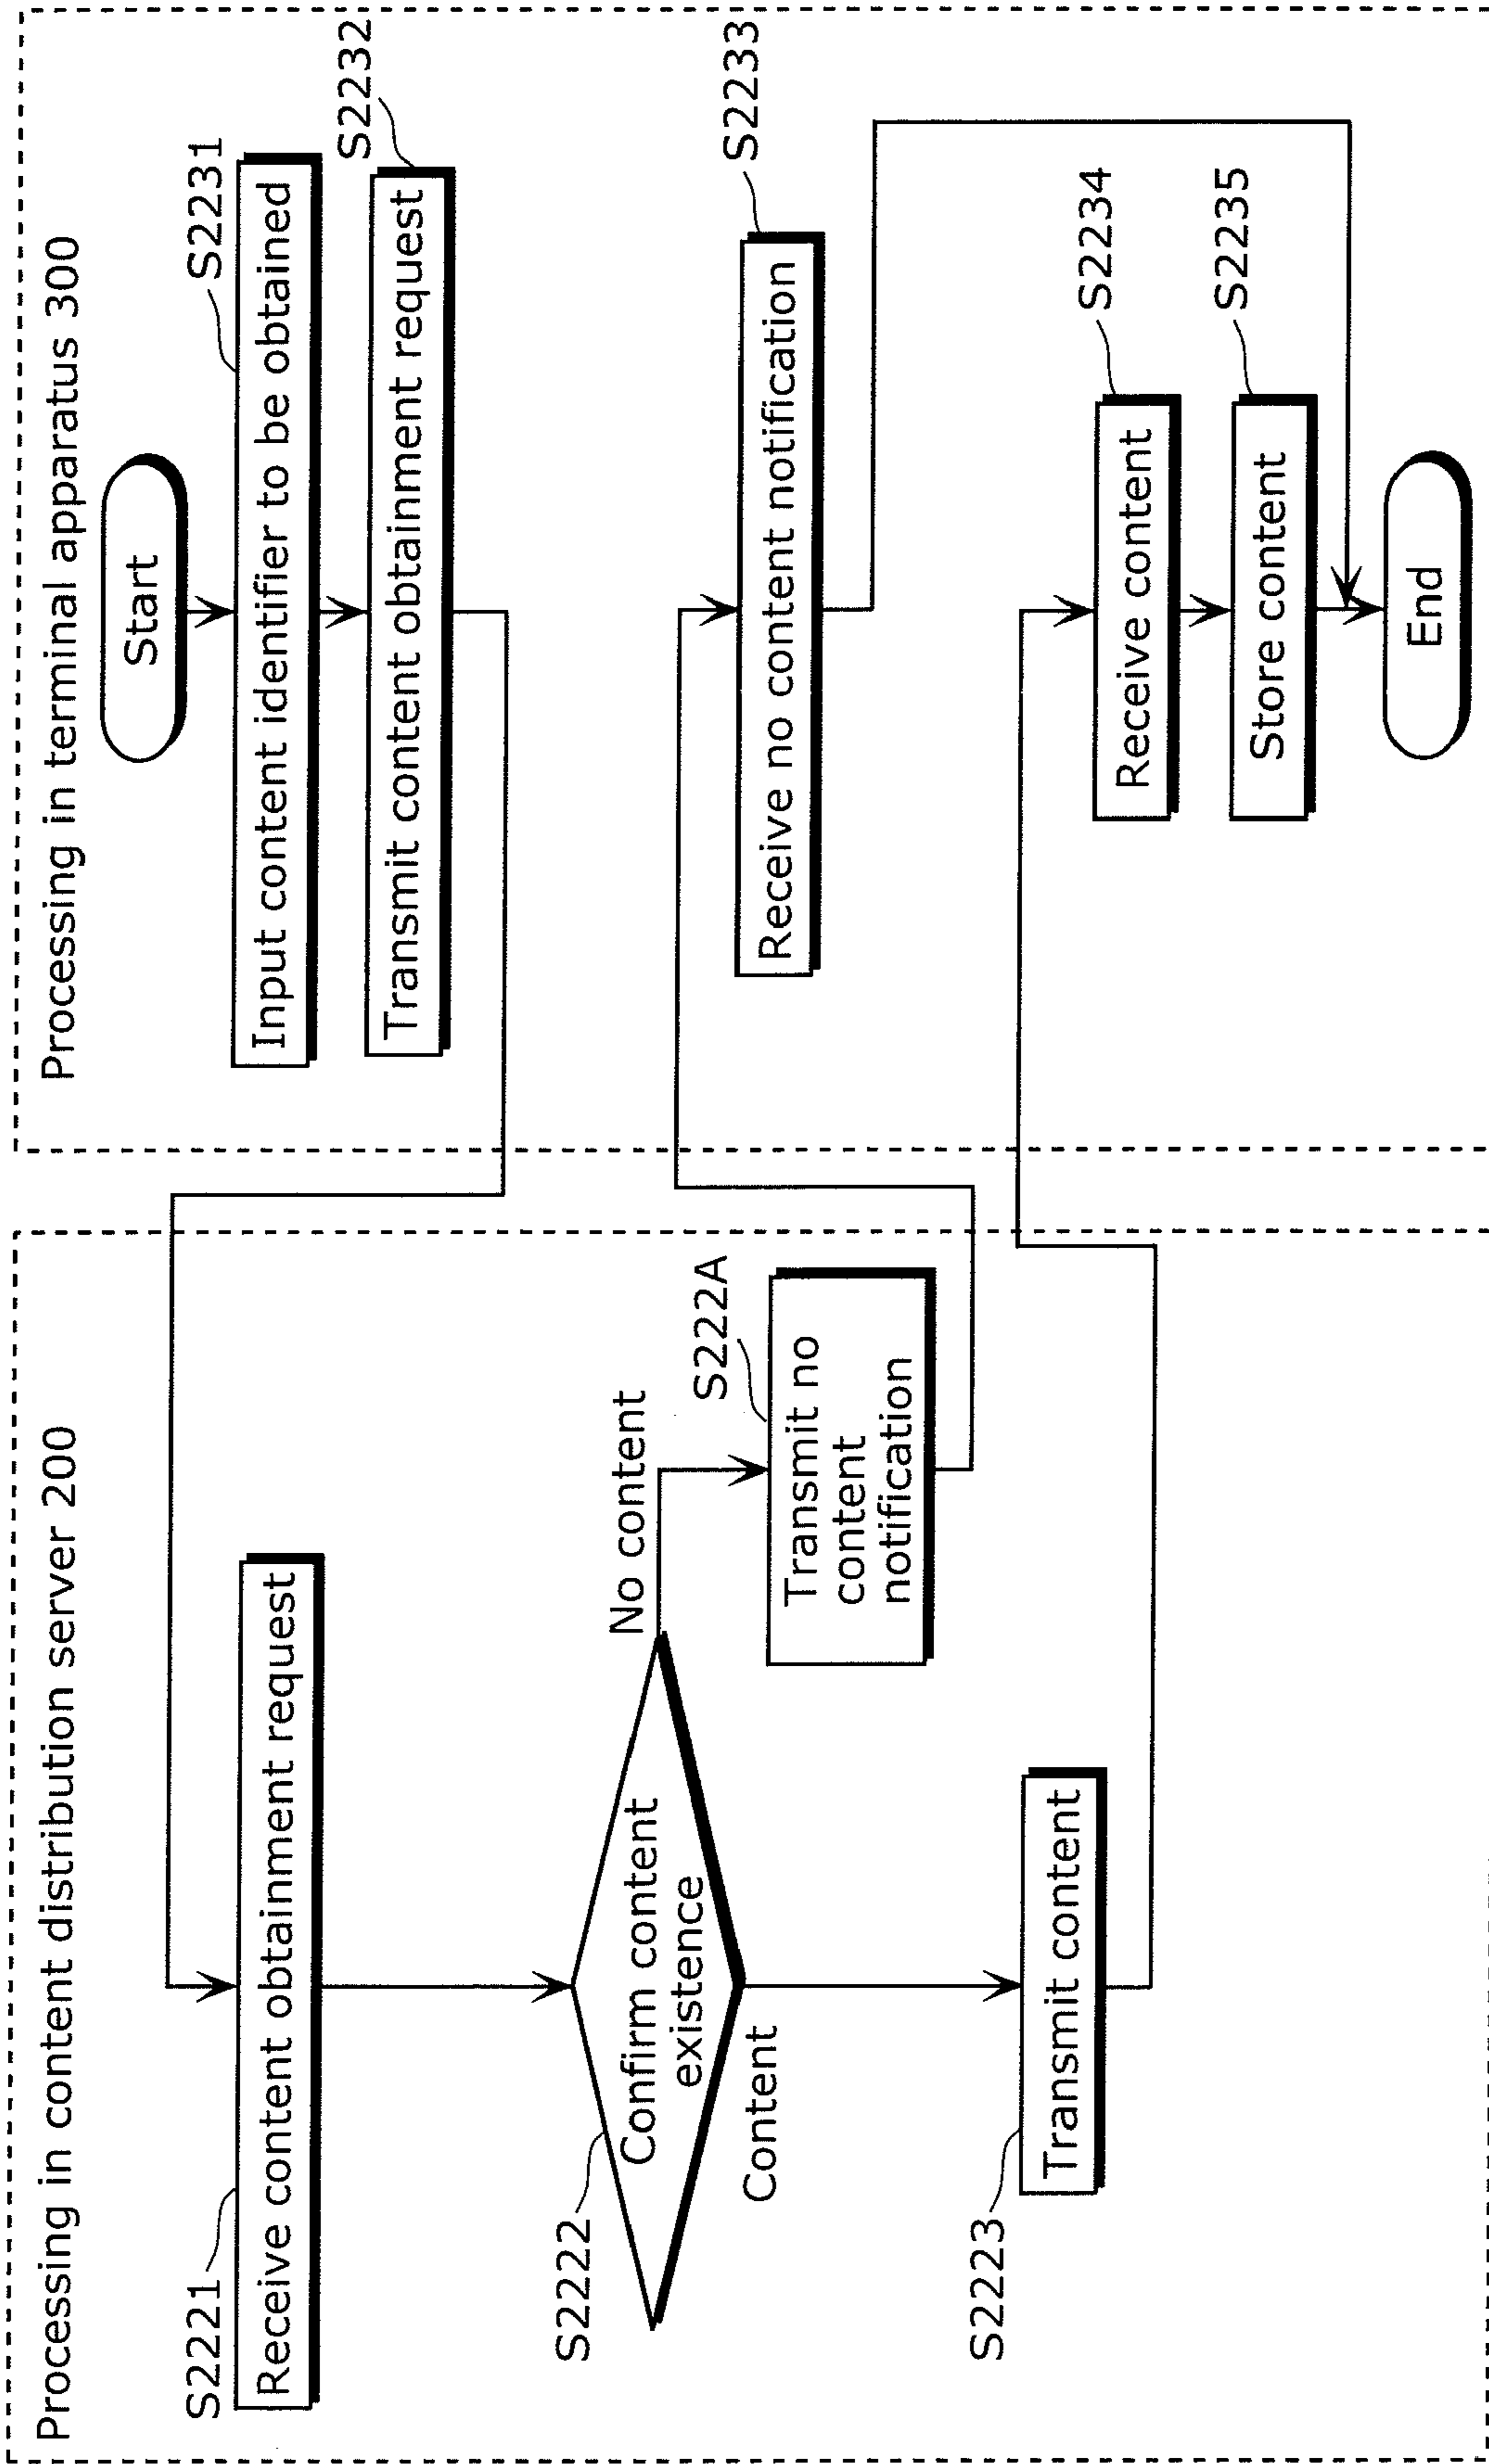 Processing in content distribution server 200
S2221
Receive content obtainment request
S2222
Confirm content
existence
No content
Content
S222A
Transmit no
content
notification
S2223
Transmit content
Processing in terminal apparatus 300
Start
S2231
Input content identifier to be obtained
S2232
Transmit content obtainment request
S2233
Receive no content notification
S2234
Receive content
S2235
Store content
End